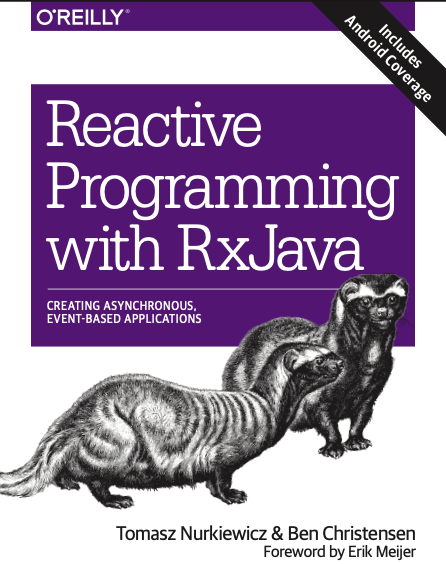 O'REILLY®
Includes
Android Coverage
Reactive
Programming
with RxJava
CREATING ASYNCHRONOUS,
EVENT-BASED APPLICATIONS
Tomasz Nurkiewicz & Ben Christensen
Foreword by Erik Meijer